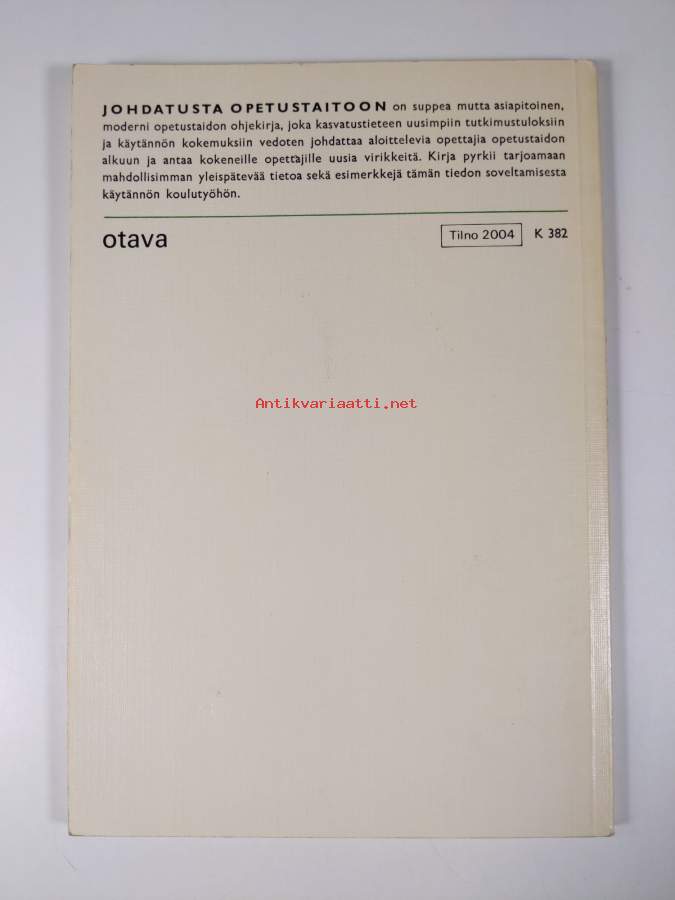 JOHDATUSTA OPETUSTAITOON on suppea mutta asiapitoinen,
moderni opetustaidon ohjekirja, joka kasvatustieteen uusimpiin tutkimustuloksiin
ja käytännön kokemuksiin vedoten johdattaa aloittelevia opettajia opetustaidon
alkuun ja antaa kokeneille opettajille uusia virikkeitä. Kirja pyrkii tarjoamaan
mahdollisimman yleispätevää tietoa sekä esimerkkejä tämän tiedon soveltamisesta
käytännön koulutyöhön.
otava
Tilno 2004 K 382
Antikvariaatti.net